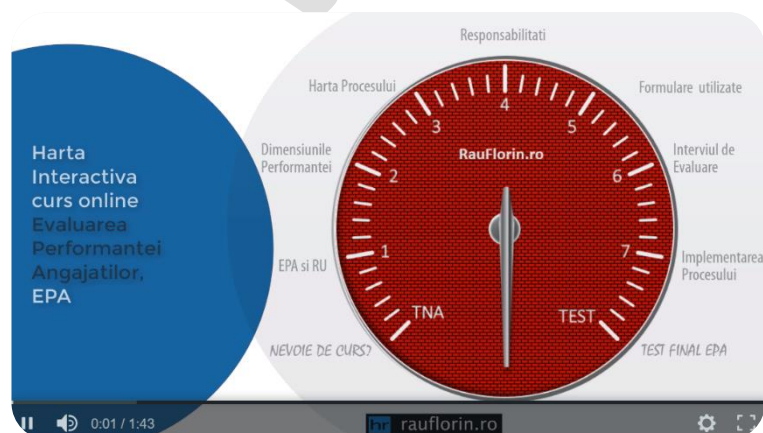 Harta
Interactiva
curs online
Evaluarea
Performantei
Angajatilor,
EPA
Responsabilitati
Harta Procesului
Formulare utilizate
Dimensiunile
Performantei
Interviul de
Evaluare
EPA si RU
Implementarea
Procesului
NEVOIE DE CURS?
TEST FINAL EPA
RauFlorin.ro
TNA
1
2
3
4
5
6
7
TEST
0:01 / 1:43
hr rauflorin.ro